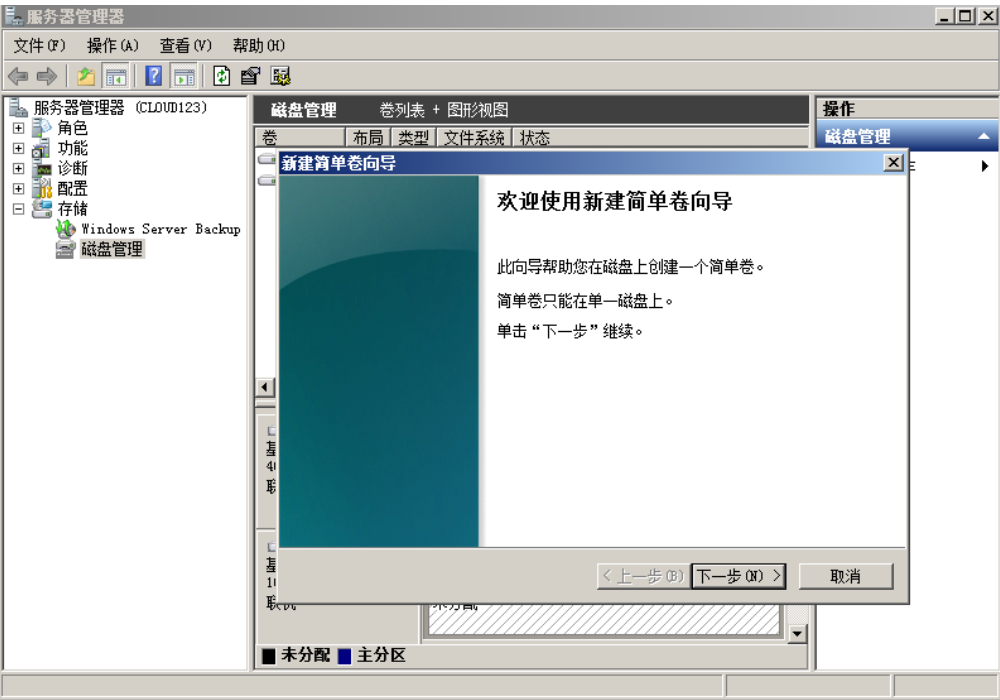 服务器管理器
文件(F) 操作(A) 查看(V) 帮助(H)
服务器管理器 (CLOUD123)
角色
功能
诊断
配置
存储
Windows Server Backup
磁盘管理
磁盘管理 卷列表 + 图形视图
卷 布局 类型 文件系统 状态
操作
磁盘管理
新建简单卷向导
欢迎使用新建简单卷向导
此向导帮助您在磁盘上创建一个简单卷。
简单卷只能在单一磁盘上。
单击“下一步”继续。
< 上一步(B) 下一步(N) > 取消
未分配 主分区